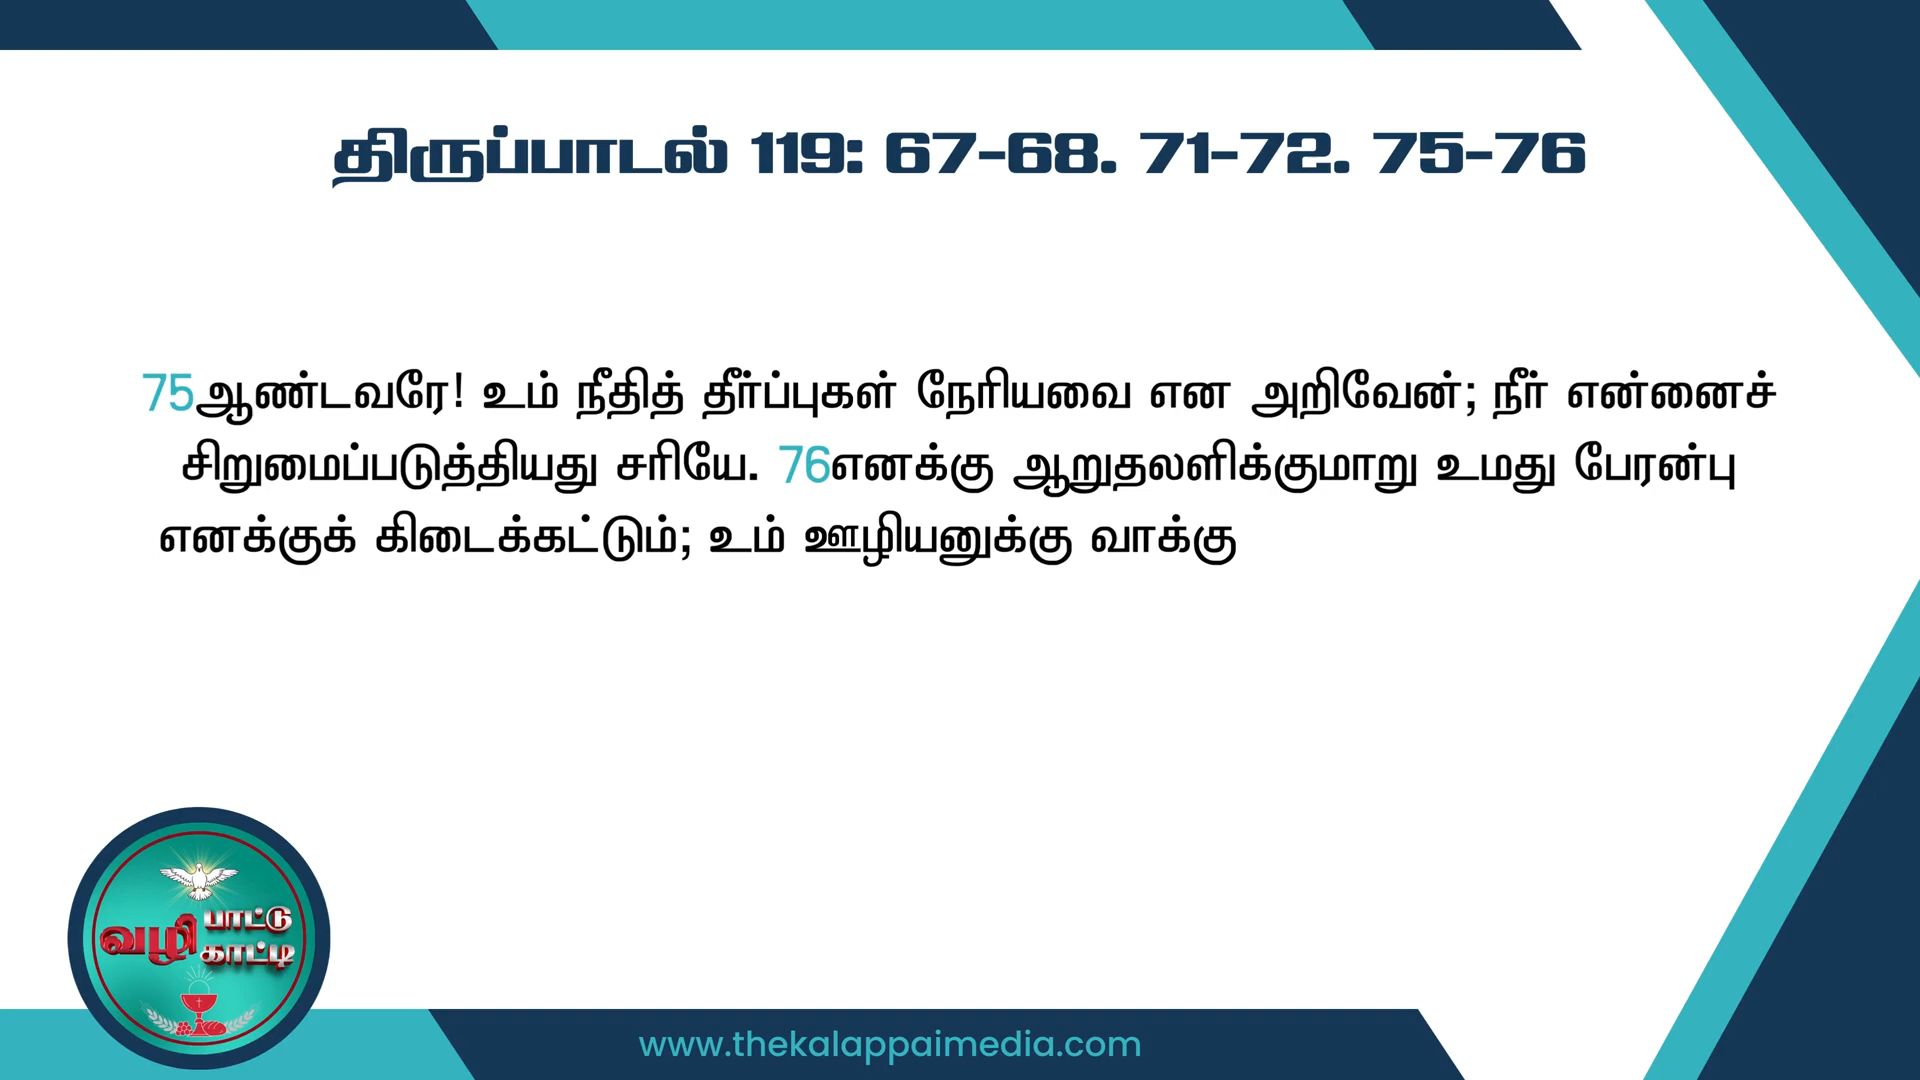 திருப்பாடல் 119: 67-68. 71-72. 75-76
75ஆண்டவரே! உம் நீதித் தீர்ப்புகள் நேரியவை என அறிவேன்; நீர் என்னைச்
சிறுமைப்படுத்தியது சரியே. 76எனக்கு ஆறுதலளிக்குமாறு உமது பேரன்பு
எனக்குக் கிடைக்கட்டும்; உம் ஊழியனுக்கு வாக்கு
வழி பாட்டு
காட்டி
www.thekalappaimedia.com